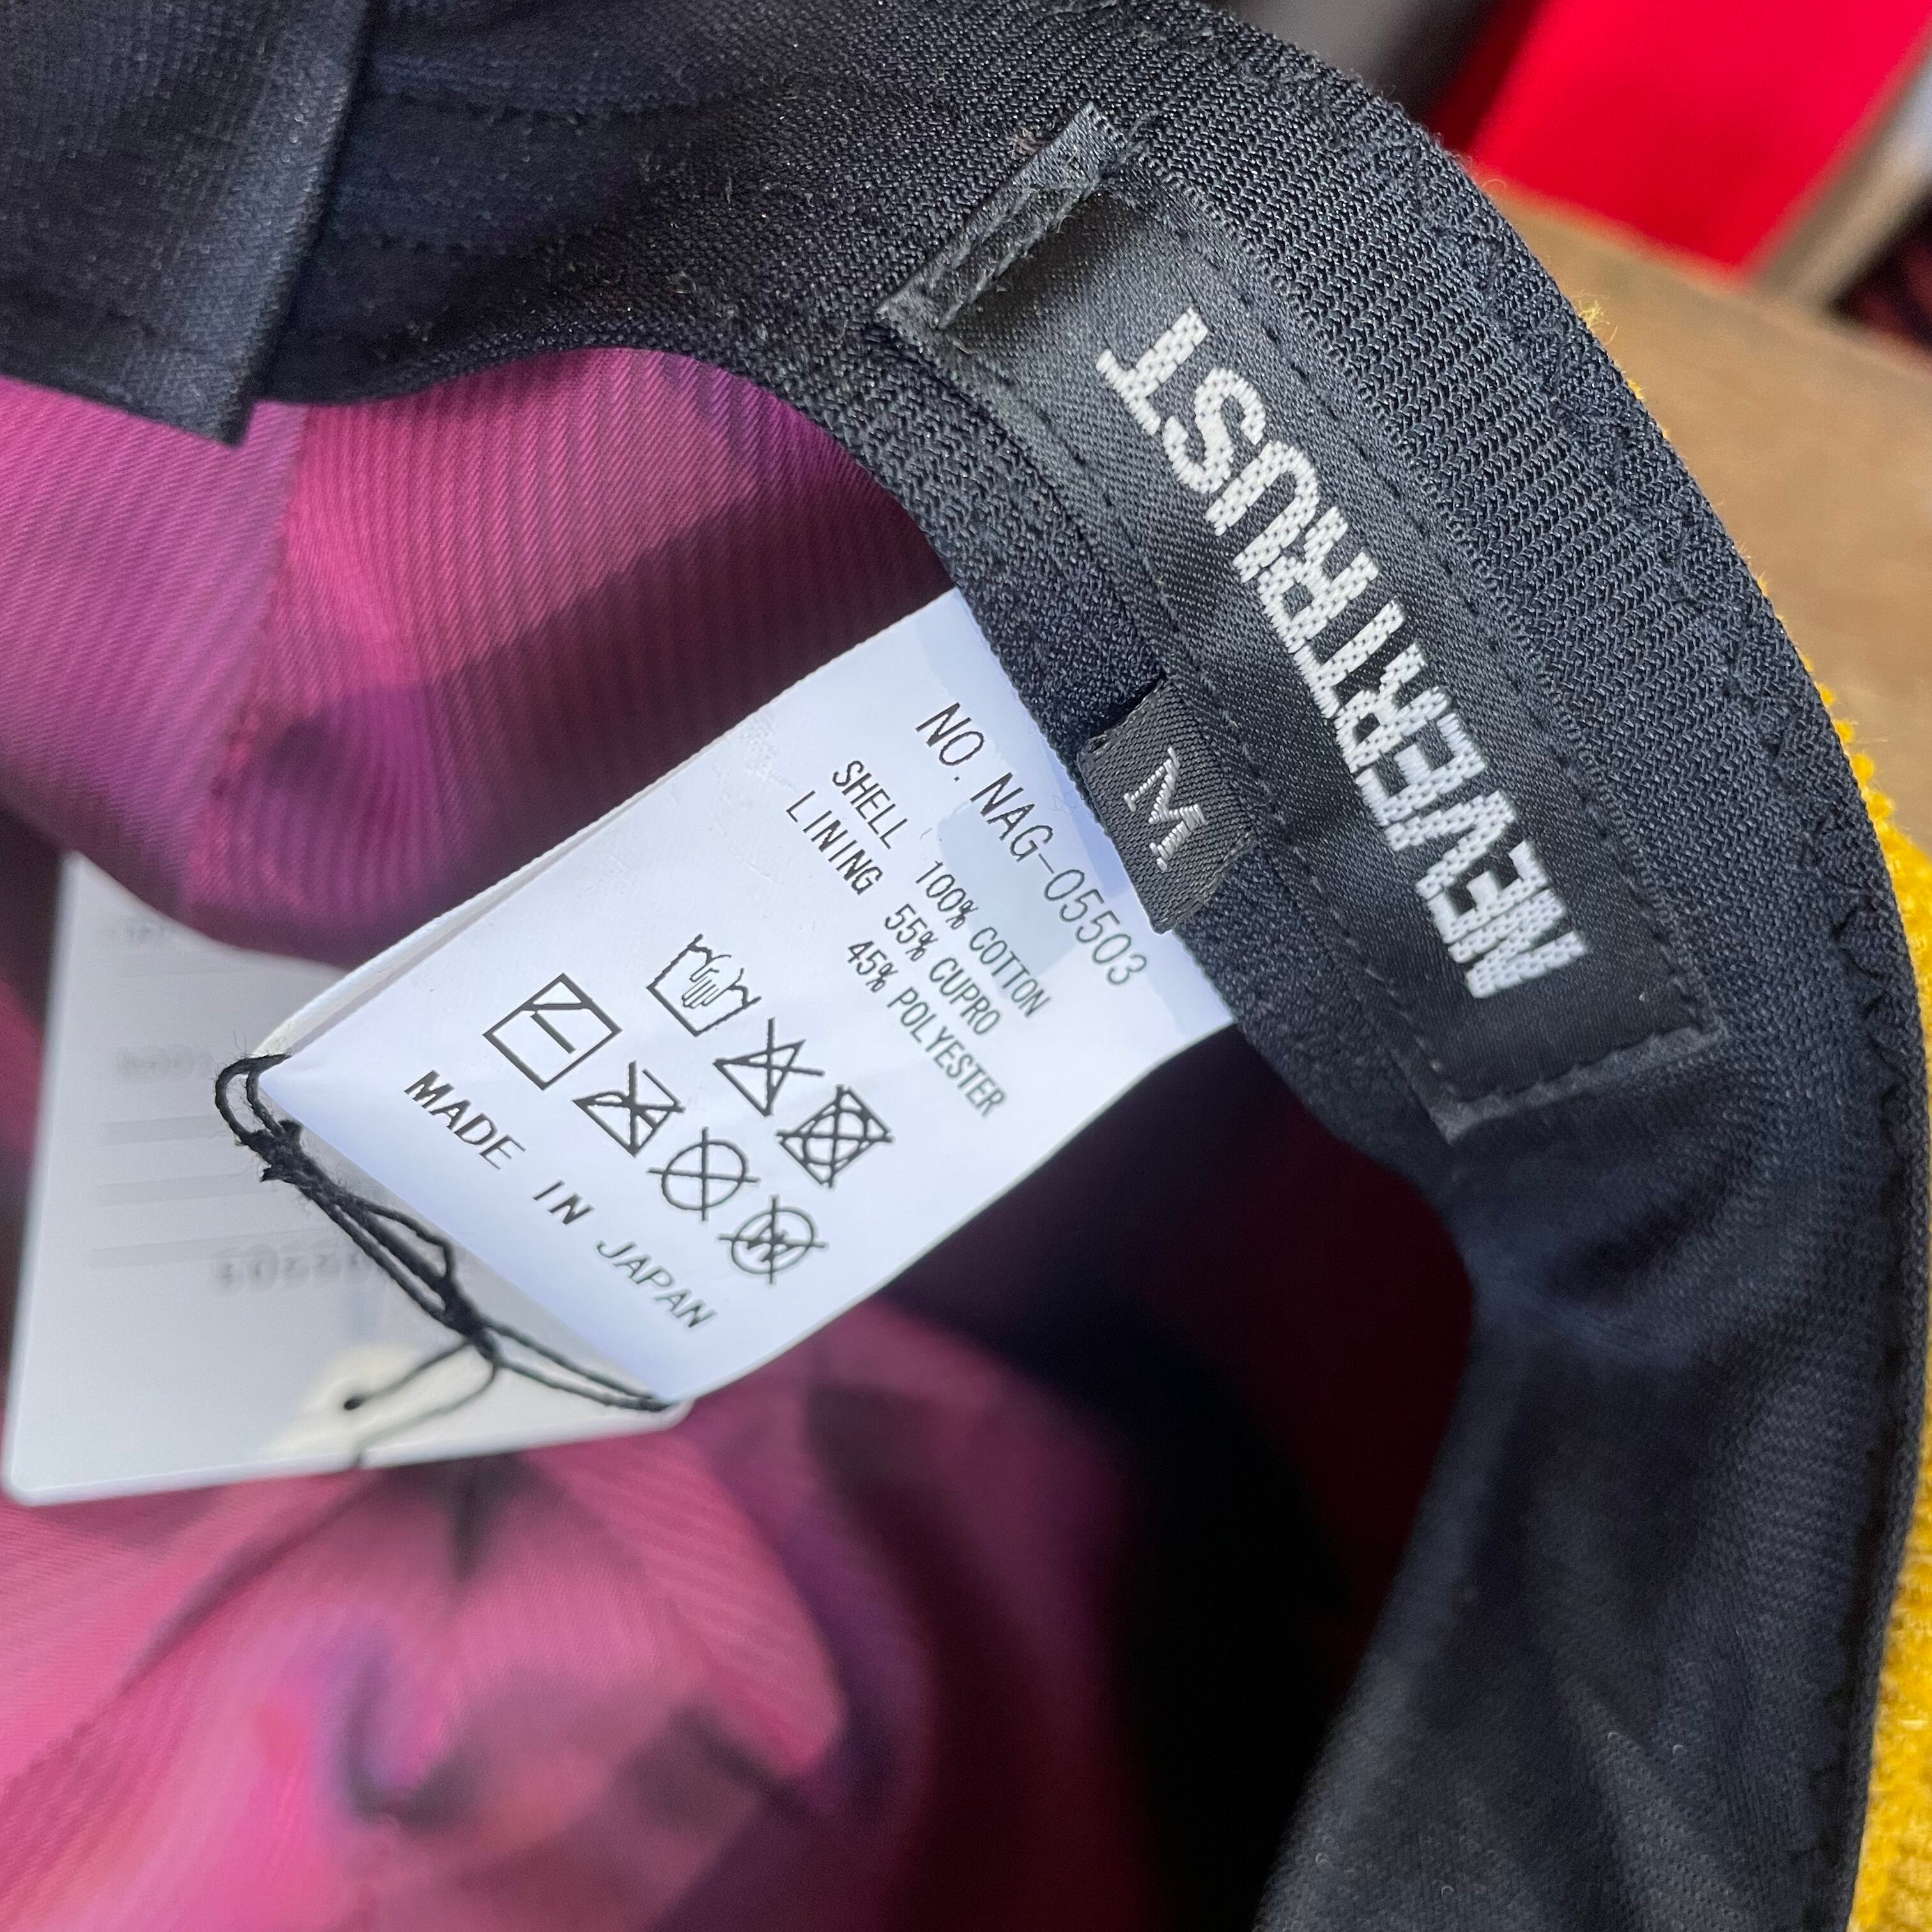 NEVERTRUST
M
NO. NAG-05503
SHELL 100% COTTON
LINING 55% CUPRO
45% POLYESTER
MADE IN JAPAN